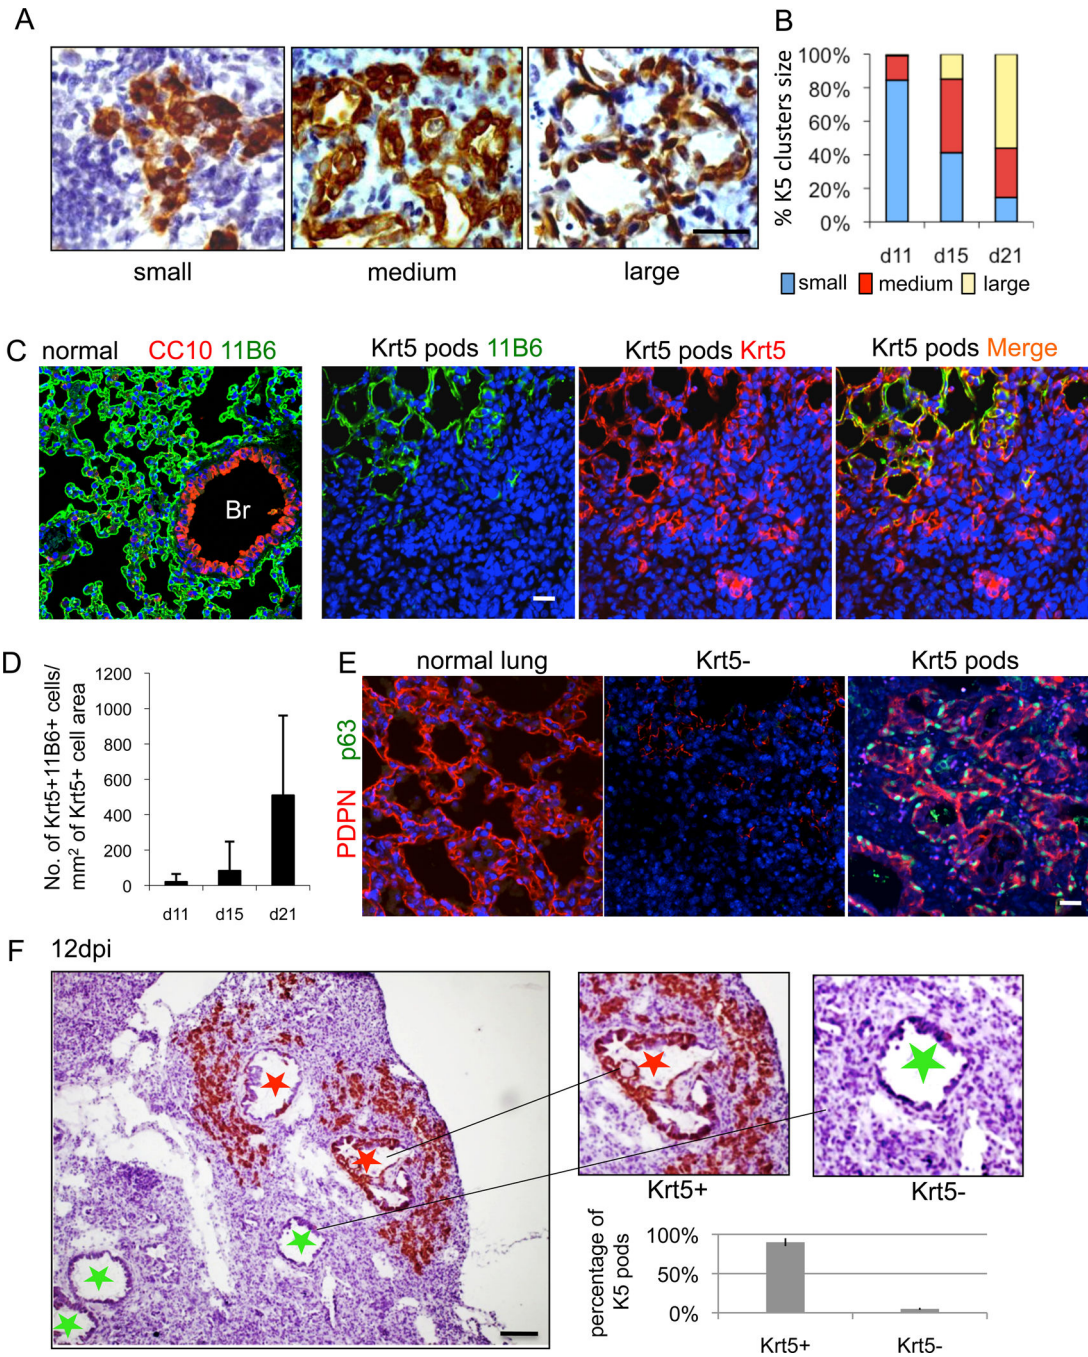 A
small
medium
large
B
% K5 clusters size
100%
80%
60%
40%
20%
0%
d11 d15 d21
small medium large
C
normal CC10 11B6
Br
Krt5 pods 11B6
Krt5 pods Krt5
Krt5 pods Merge
D
No. of Krt5+11B6+ cells/
mm² of Krt5+ cell area
1200
1000
800
600
400
200
0
d11 d15 d21
E
PDPN p63
normal lung
Krt5-
Krt5 pods
F
12dpi
Krt5+
Krt5-
percentage of
K5 pods
100%
50%
0%
Krt5+ Krt5-